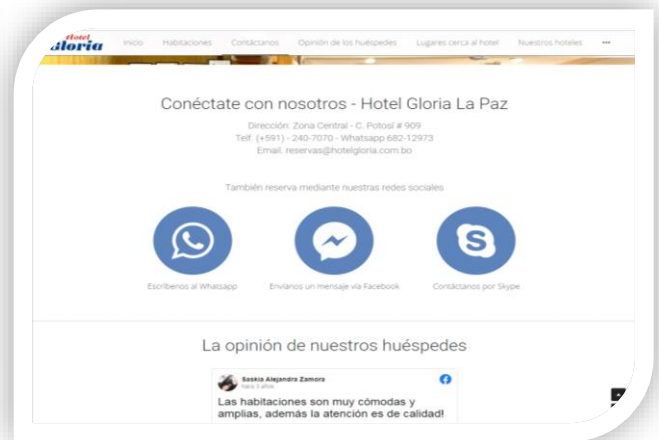 Hotel
Gloria
Inicio Habitaciones Contáctanos Opinión de los huéspedes Lugares cerca al hotel Nuestros hoteles ...
Conéctate con nosotros - Hotel Gloria La Paz
Dirección: Zona Central - C. Potosí # 909
Telf. (+591) - 240-7070 - Whatsapp 682-12973
Email. reservas@hotelgloria.com.bo
También reserva mediante nuestras redes sociales
Escríbenos al Whatsapp Envíanos un mensaje vía Facebook Contáctanos por Skype
La opinión de nuestros huéspedes
Saskia Alejandra Zamora
hace 3 años
Las habitaciones son muy cómodas y
amplias, además la atención es de calidad!